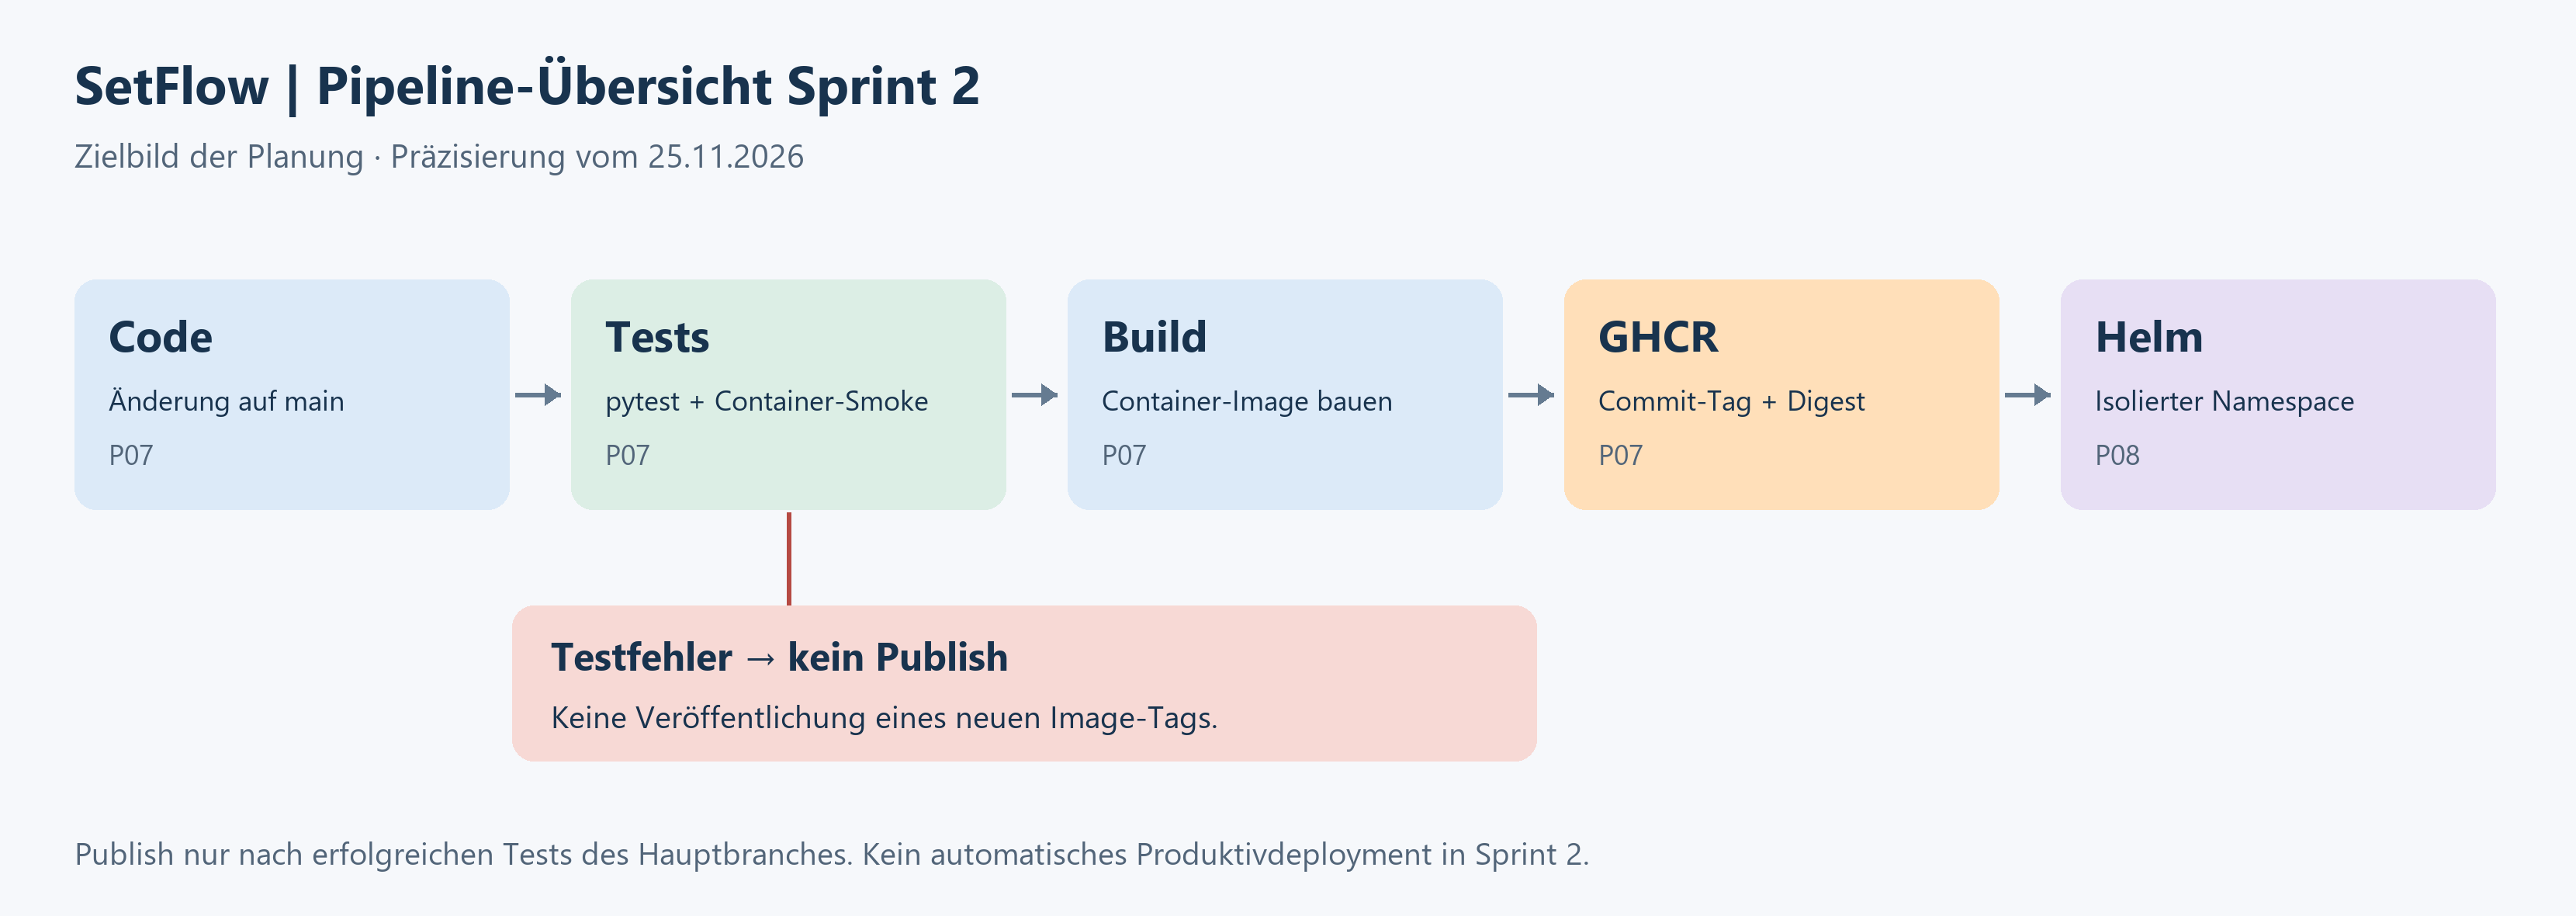 SetFlow | Pipeline-Übersicht Sprint 2
Zielbild der Planung · Präzisierung vom 25.11.2026
Code
Änderung auf main
P07
Tests
pytest + Container-Smoke
P07
Build
Container-Image bauen
P07
GHCR
Commit-Tag + Digest
P07
Helm
Isolierter Namespace
P08
Testfehler → kein Publish
Keine Veröffentlichung eines neuen Image-Tags.
Publish nur nach erfolgreichen Tests des Hauptbranches. Kein automatisches Produktivdeployment in Sprint 2.